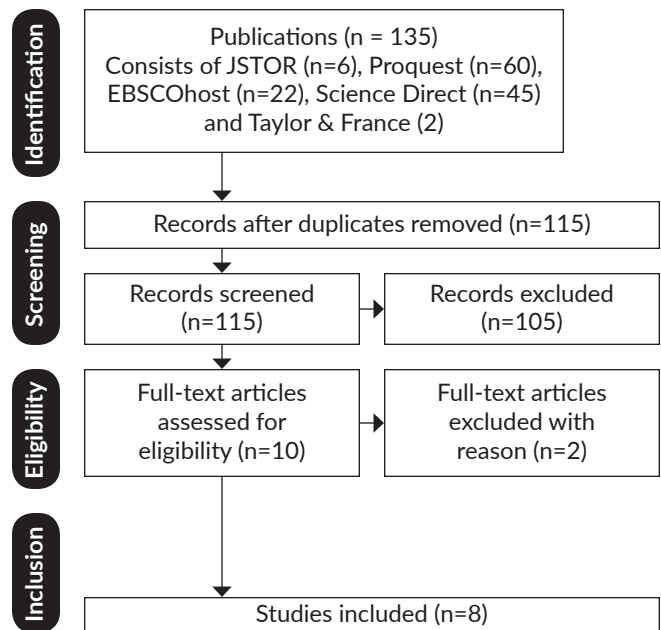 Identification
Publications (n = 135)
Consists of JSTOR (n=6), Proquest (n=60),
EBSCOhost (n=22), Science Direct (n=45)
and Taylor & France (2)
Screening
Records after duplicates removed (n=115)
Records screened
(n=115)
Records excluded
(n=105)
Eligibility
Full-text articles
assessed for
eligibility (n=10)
Full-text articles
excluded with
reason (n=2)
Inclusion
Studies included (n=8)